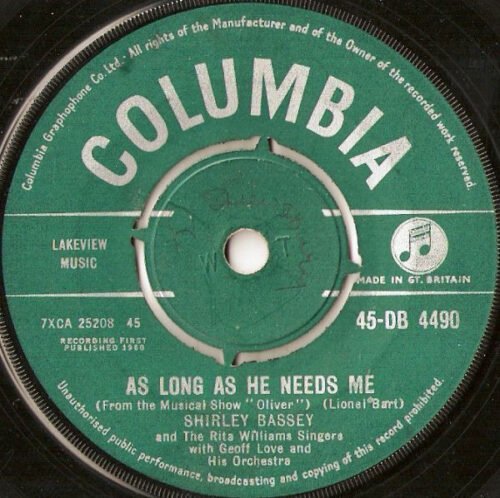 Columbia Graphophone Co. Ltd.- All rights of the Manufacturer and of the Owner of the recorded work reserved
COLUMBIA
LAKEVIEW
MUSIC
MADE IN GT. BRITAIN
7XCA 25208 45
45-DB 4490
RECORDING FIRST
PUBLISHED 1960
AS LONG AS HE NEEDS ME
(From the Musical Show "Oliver") (Lionel Bart)
SHIRLEY BASSEY
and The Rita Williams Singers
with Geoff Love and
His Orchestra
Unauthorised public performance, broadcasting and copying of this record prohibited